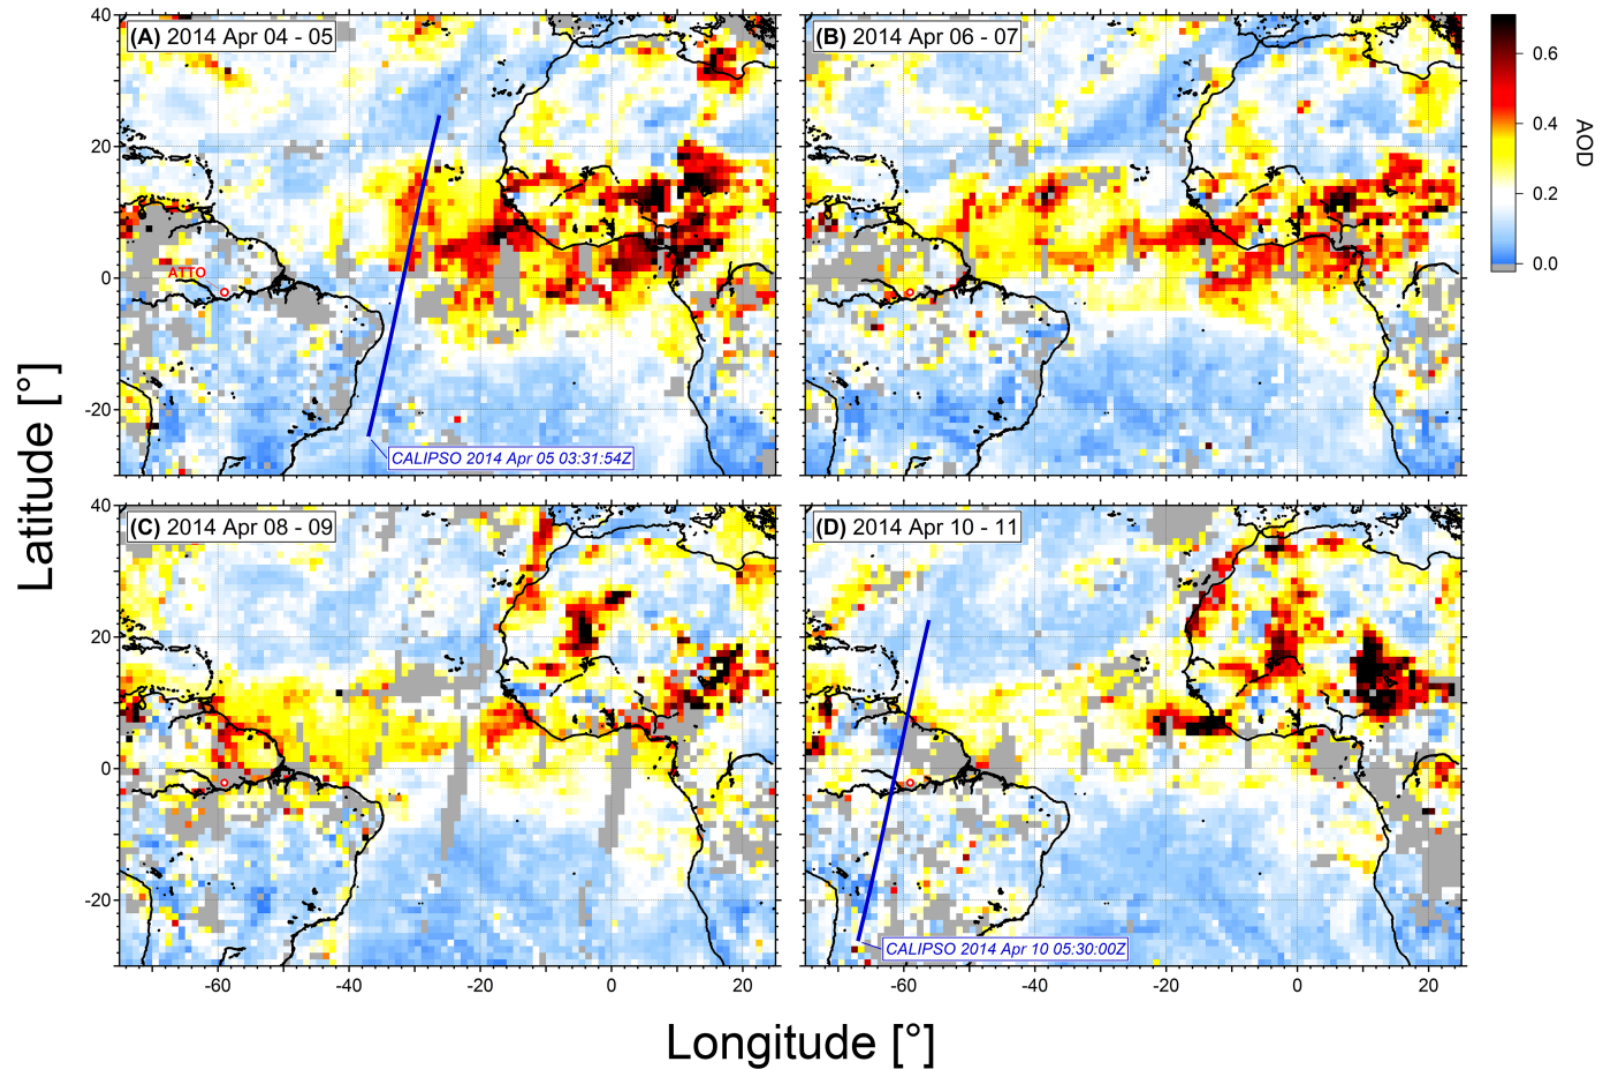 (A) 2014 Apr 04 - 05
(B) 2014 Apr 06 - 07
40
20
0
-20
ATTO
CALIPSO 2014 Apr 05 03:31:54Z
0.6
0.4
0.2
0.0
AOD
(C) 2014 Apr 08 - 09
(D) 2014 Apr 10 - 11
40
20
0
-20
CALIPSO 2014 Apr 10 05:30:00Z
-60 -40 -20 0 20
-60 -40 -20 0 20
Latitude [°]
Longitude [°]